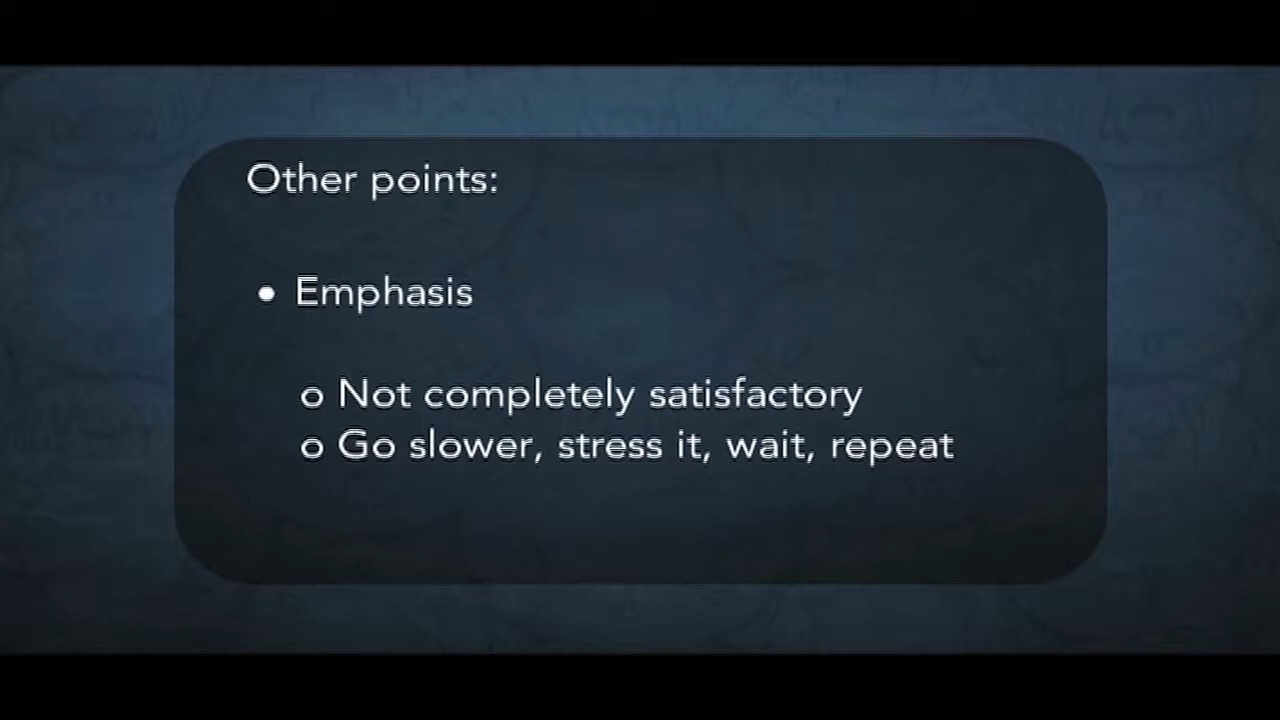 Other points:
• Emphasis
o Not completely satisfactory
o Go slower, stress it, wait, repeat